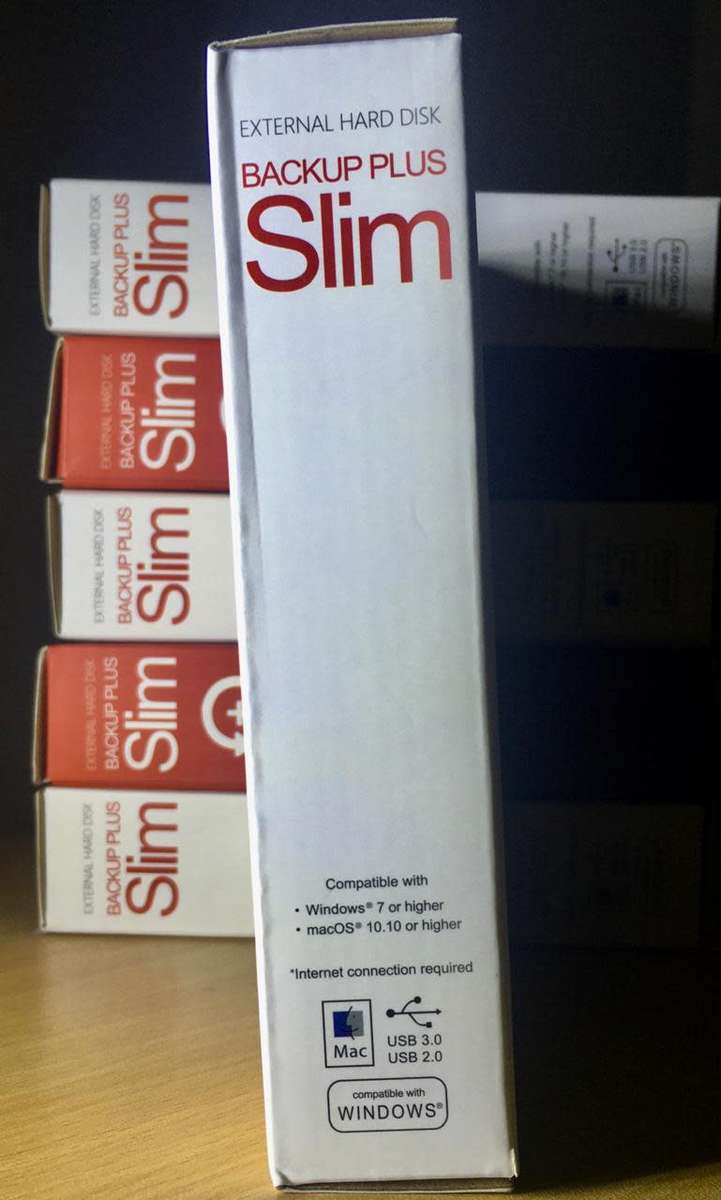 EXTERNAL HARD DISK
BACKUP PLUS
Slim
Compatible with
• Windows® 7 or higher
• macOS® 10.10 or higher
*Internet connection required
Mac
USB 3.0
USB 2.0
compatible with
WINDOWS®
EXTERNAL HARD DISK
BACKUP PLUS
Slim
EXTERNAL HARD DISK
BACKUP PLUS
Slim
EXTERNAL HARD DISK
BACKUP PLUS
Slim
EXTERNAL HARD DISK
BACKUP PLUS
Slim
EXTERNAL HARD DISK
BACKUP PLUS
Slim